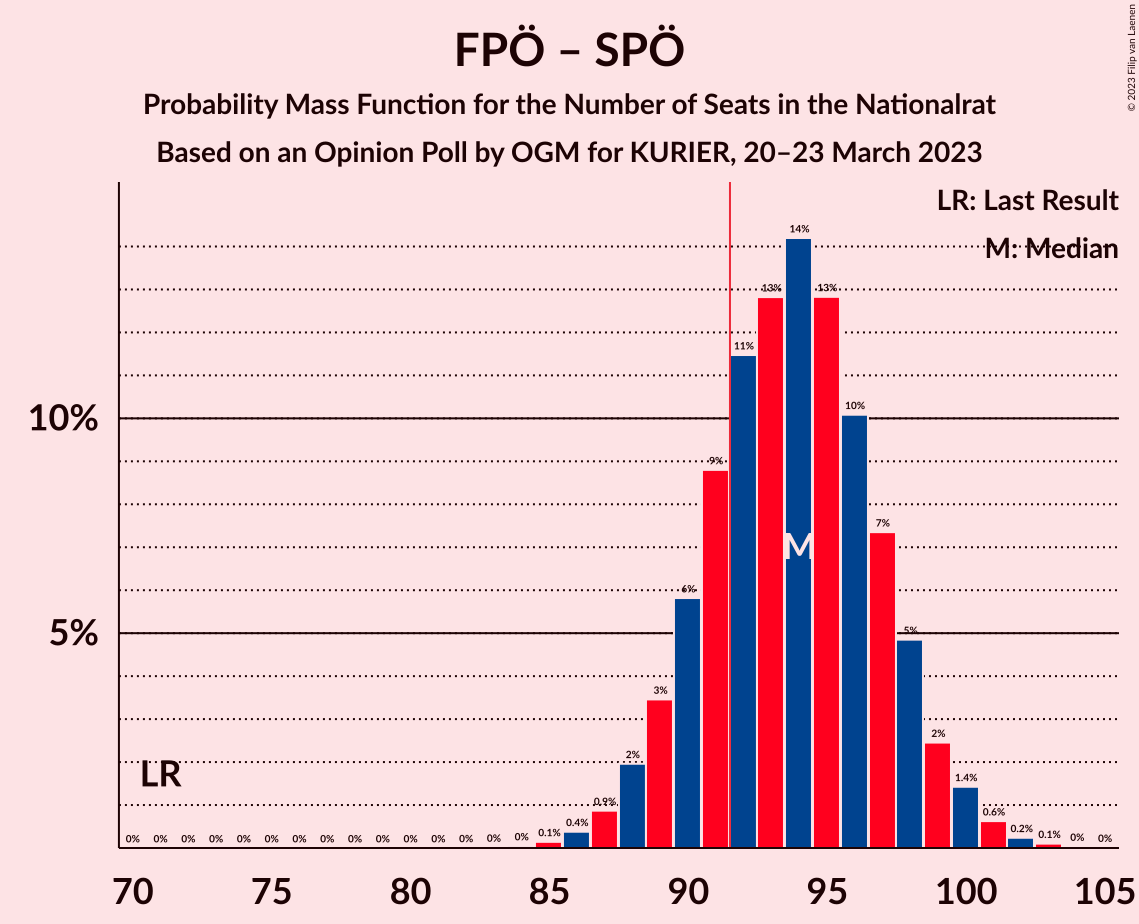 FPÖ – SPÖ
Probability Mass Function for the Number of Seats in the Nationalrat
Based on an Opinion Poll by OGM for KURIER, 20–23 March 2023
© 2023 Filip van Laenen
LR: Last Result
M: Median
10%
5%
LR
M
0% 0% 0% 0% 0% 0% 0% 0% 0% 0% 0% 0% 0% 0% 0% 0.1% 0.4% 0.9% 2% 3% 6% 9% 11% 13% 14% 13% 10% 7% 5% 2% 1.4% 0.6% 0.2% 0.1% 0% 0%
70 75 80 85 90 95 100 105